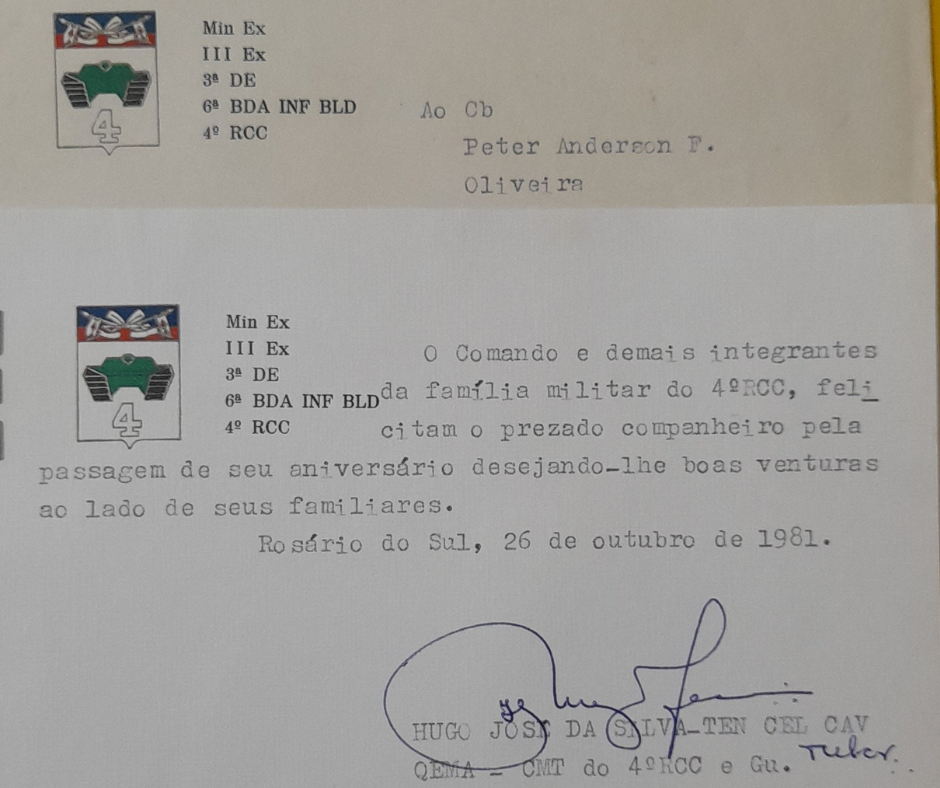 Min Ex
III Ex
3ª DE
6ª BDA INF BLD
4º RCC
4
Ao Cb
Peter Anderson F.
Oliveira
Min Ex
III Ex
3ª DE
6ª BDA INF BLD
4º RCC
4
O Comando e demais integrantes
da família militar do 4ºRCC, feli
citam o prezado companheiro pela
passagem de seu aniversário desejando-lhe boas venturas
ao lado de seus familiares.
Rosário do Sul, 26 de outubro de 1981.
HUGO JOSE DA SILVA-TEN CEL CAV
QEMA - CMT do 4ºRCC e Gu.